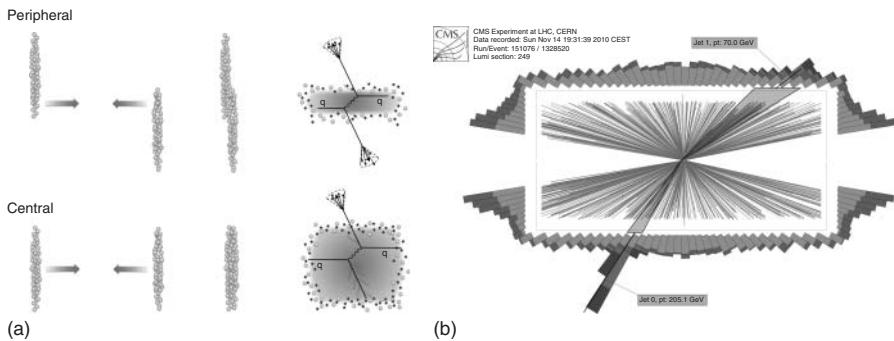 Peripheral
q
q
Central
q
q
(a)
CMS
CMS Experiment at LHC, CERN
Data recorded: Sun Nov 14 19:31:39 2010 CEST
Run/Event: 151076 / 1328520
Lumi section: 249
Jet 1, pt: 70.0 GeV
Jet 0, pt: 205.1 GeV
(b)